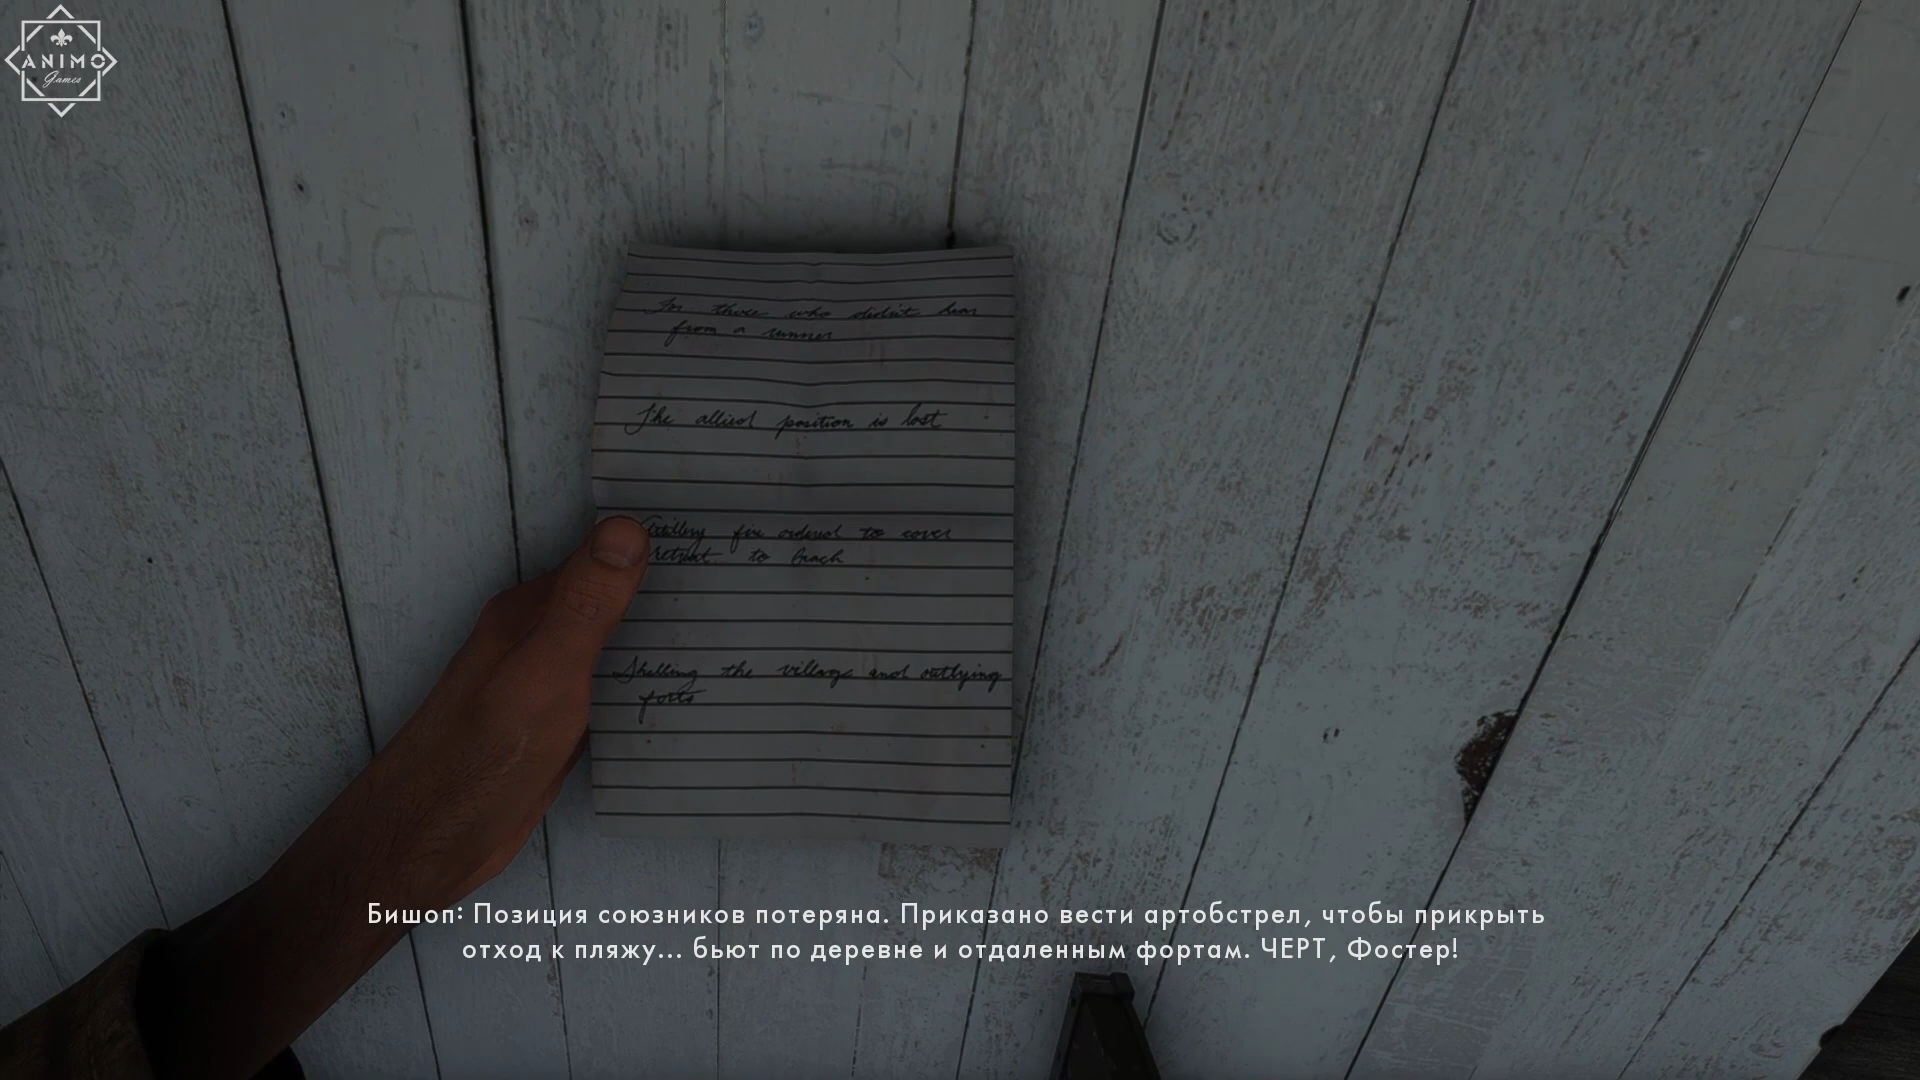 ANIMO
Games
For those who didn't hear
from a runner
The allied position is lost
Artillery fire ordered to cover
retreat to beach
Shelling the village and outlying
forts
Бишоп: Позиция союзников потеряна. Приказано вести артобстрел, чтобы прикрыть
отход к пляжу... бьют по деревне и отдаленным фортам. ЧЕРТ, Фостер!